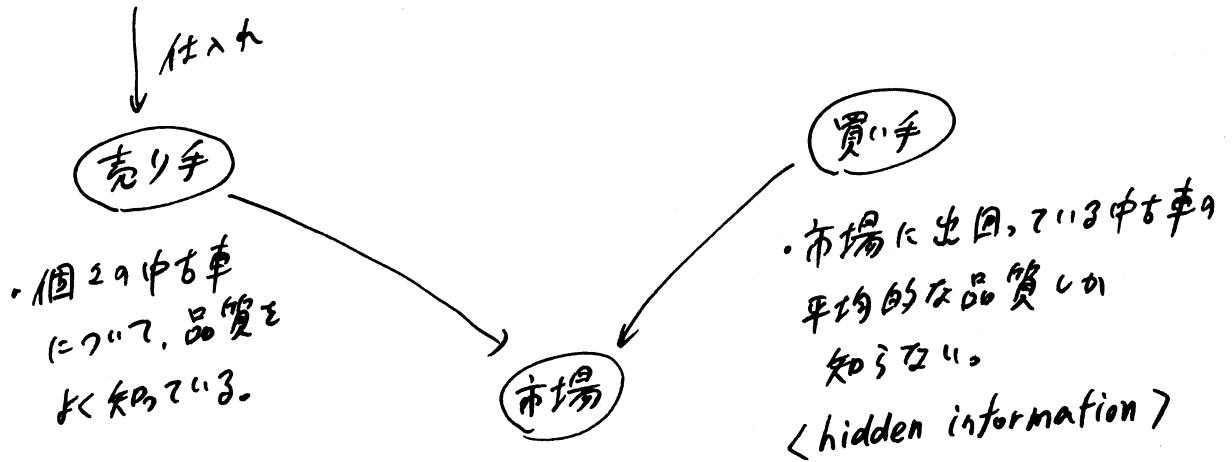 仕入れ
売り手
・個々の中古車
について、品質を
よく知っている。
買い手
・市場に出回っている中古車の
平均的な品質しか
知らない。
<hidden information>
市場